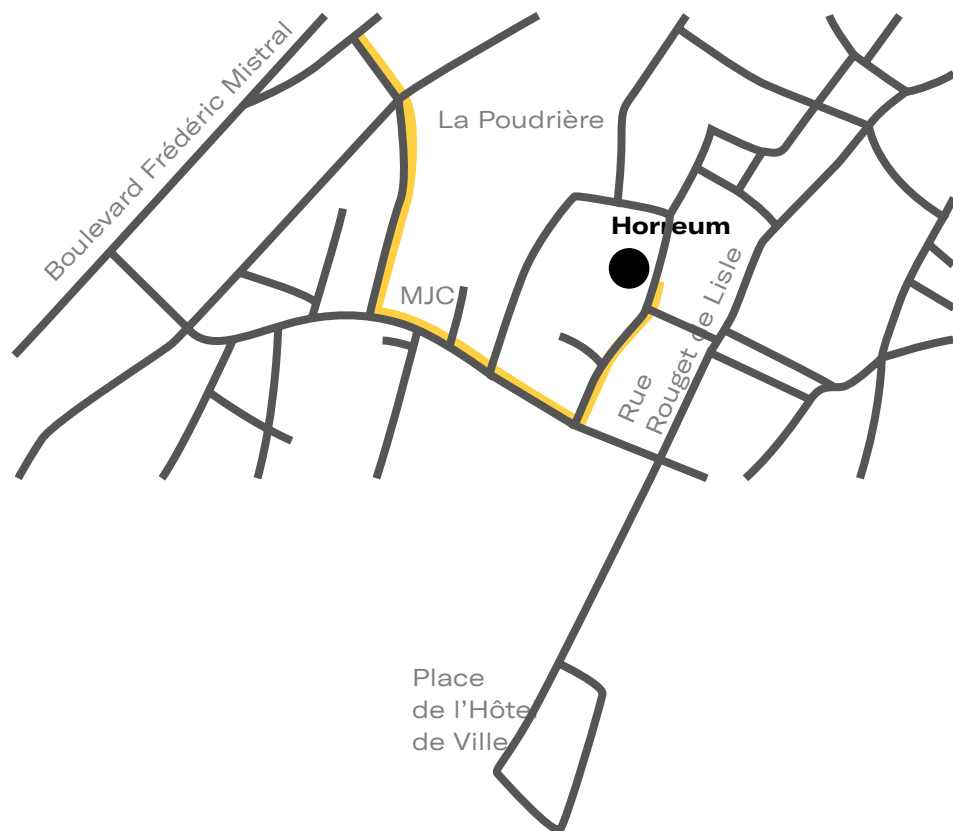 Boulevard Frédéric Mistral
La Poudrière
Horreum
MJC
Rue
Rouget de Lisle
Place
de l'Hôtel
de Ville